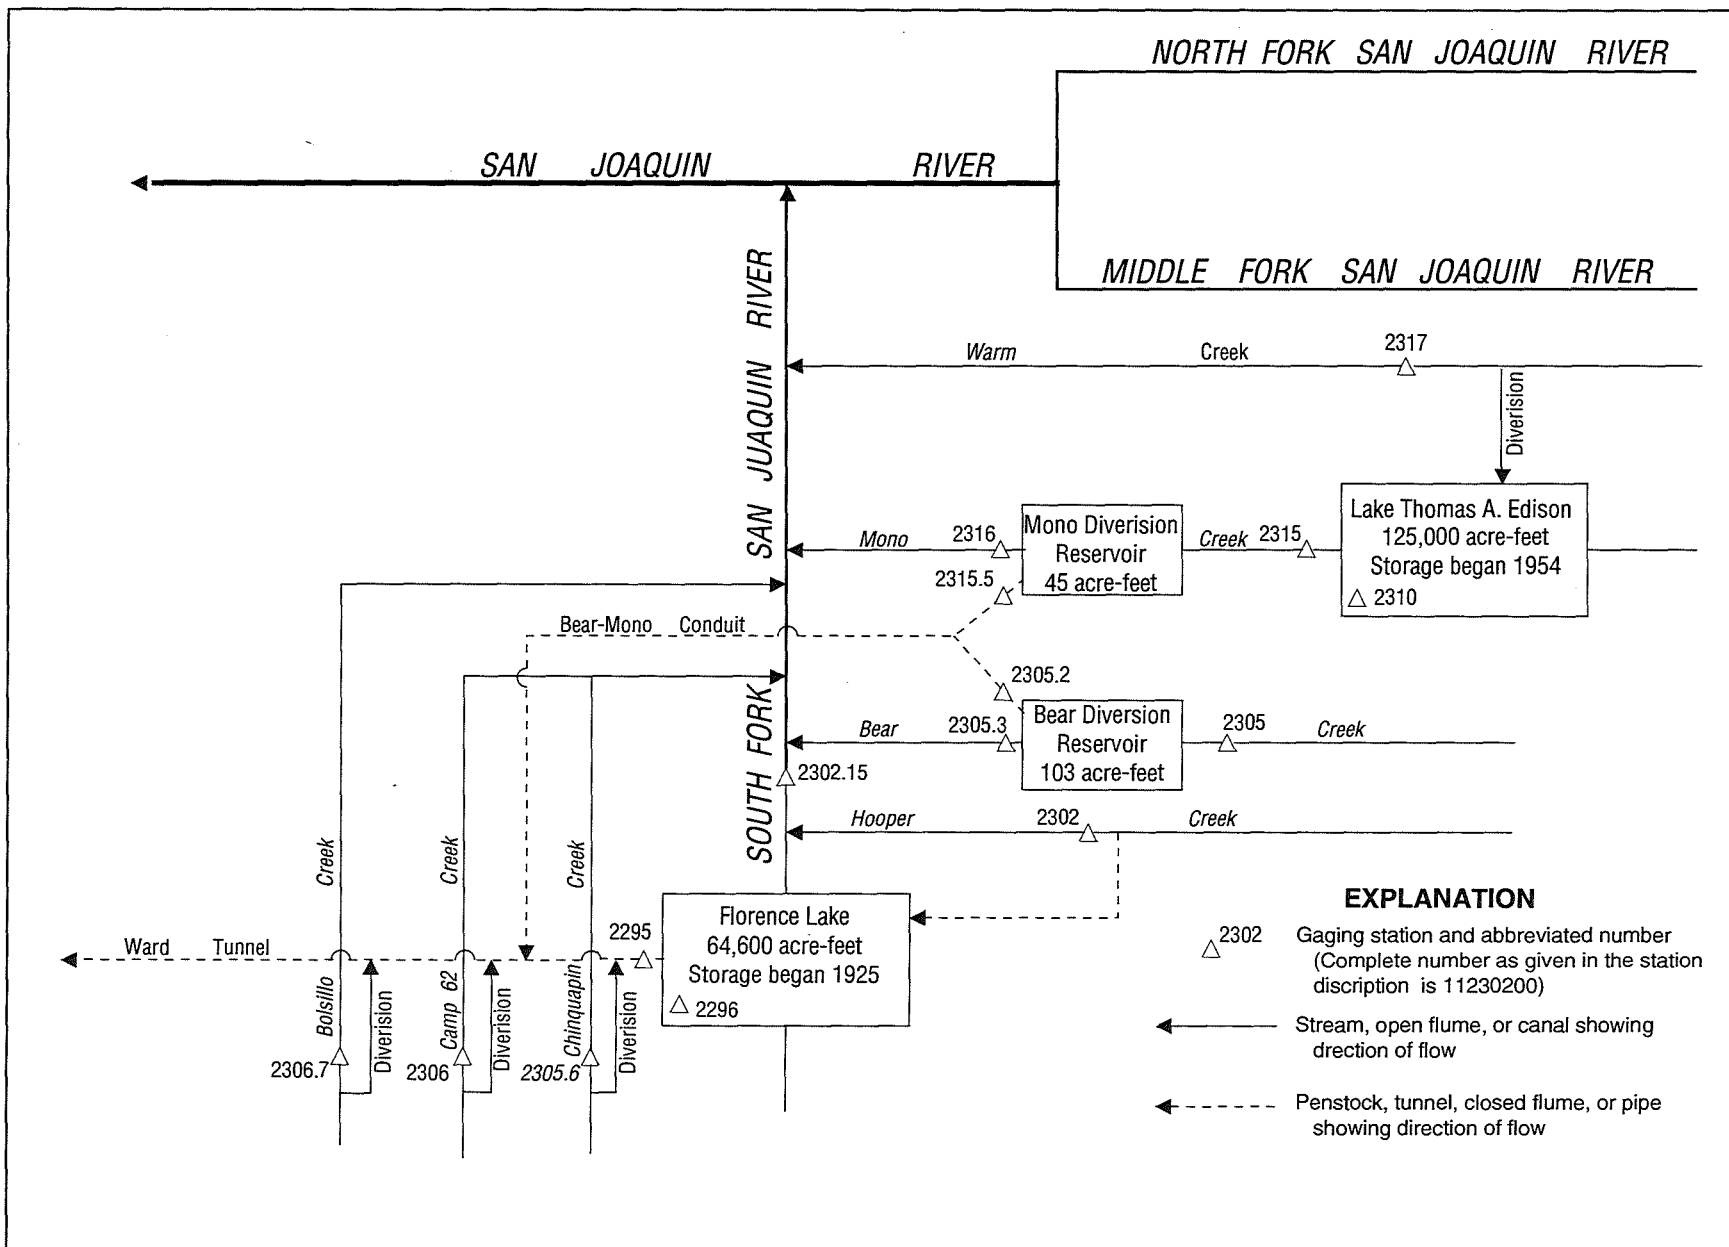 NORTH FORK SAN JOAQUIN RIVER
SAN JOAQUIN RIVER
MIDDLE FORK SAN JOAQUIN RIVER
SOUTH FORK SAN JUAQUIN RIVER
Warm Creek
2317
Diverision
Lake Thomas A. Edison
125,000 acre-feet
Storage began 1954
2310
Mono Creek
2316
2315
Mono Diverision
Reservoir
45 acre-feet
2315.5
Bear-Mono Conduit
2305.2
Bear Diversion
Reservoir
103 acre-feet
Bear Creek
2305.3
2305
2302.15
Hooper Creek
2302
Florence Lake
64,600 acre-feet
Storage began 1925
2296
2295
Ward Tunnel
Bolsillo Creek
2306.7
Diverision
Camp 62 Creek
2306
Diverision
Chinquapin Creek
2305.6
Diverision
EXPLANATION
2302 Gaging station and abbreviated number
(Complete number as given in the station
discription is 11230200)
Stream, open flume, or canal showing
direction of flow
Penstock, tunnel, closed flume, or pipe
showing direction of flow